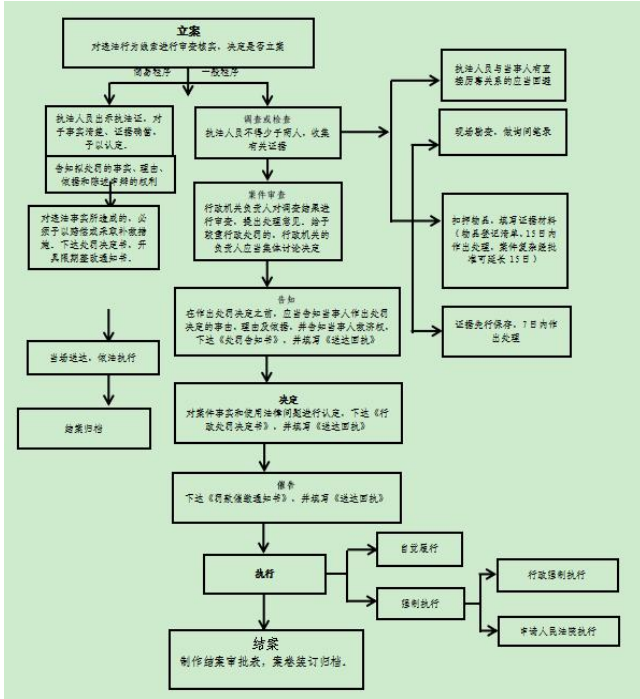 立案
对违法行为线索进行审查核实，决定是否立案
简易程序
一般程序
执法人员出示执法证，对
于事实清楚、证据确凿，
予以认定。
告知拟处罚的事实、理由、
依据和陈述申辩的权利
对违法事实所造成的，必
须予以赔偿或采取补救措
施。下达处罚决定书，开
具限期整改通知书。
当场送达，依法执行
结案归档
调查或检查
执法人员不得少于两人，收集
有关证据
案件审查
行政机关负责人对调查结果进
行审查，提出处理意见。给予
较重行政处罚的，行政机关的
负责人应当集体讨论决定
告知
在作出处罚决定之前，应当告知当事人作出处罚
决定的事由，理由及依据，并告知当事人救济权，
下达《处罚告知书》，并填写《送达回执》
决定
对案件事实和使用法律问题进行认定，下达《行
政处罚决定书》，并填写《送达回执》
催告
下达《罚款催缴通知书》，并填写《送达回执》
执行
自觉履行
强制执行
行政强制执行
申请人民法院执行
结案
制作结案审批表，案卷装订归档。
执法人员与当事人有直
接厉害关系的应当回避
现场勘查，做询问笔录
扣押物品，填写证据材料
（物品登证清单，15日内
作出处理，案件复杂经批
准可延长15日）
证据先行保存，7日内作
出处理